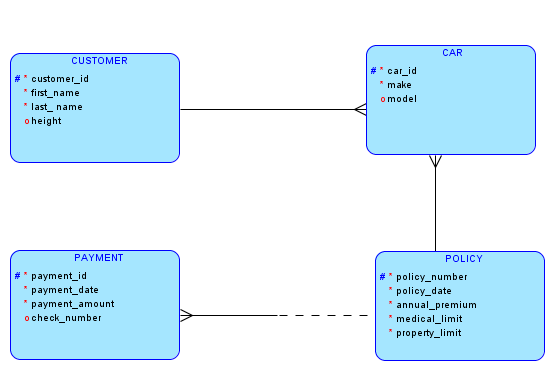 CUSTOMER
# * customer_id
* first_name
* last_ name
o height
CAR
# * car_id
* make
o model
PAYMENT
# * payment_id
* payment_date
* payment_amount
o check_number
POLICY
# * policy_number
* policy_date
* annual_premium
* medical_limit
* property_limit